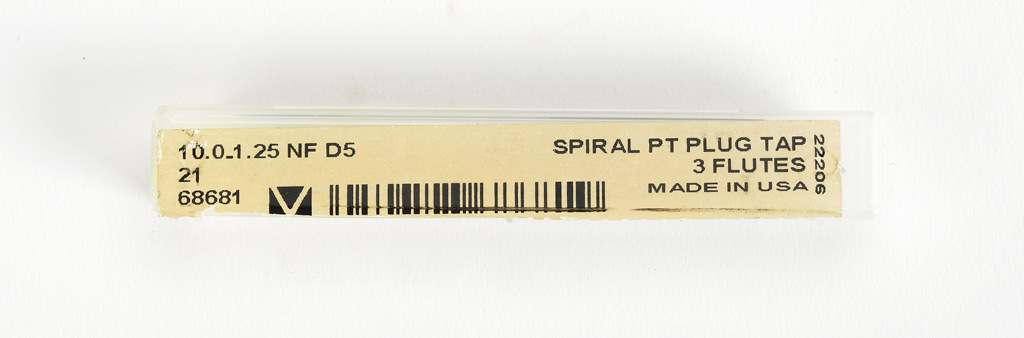 10.0-1.25 NF D5
21
68681
SPIRAL PT PLUG TAP
3 FLUTES
MADE IN USA
22206